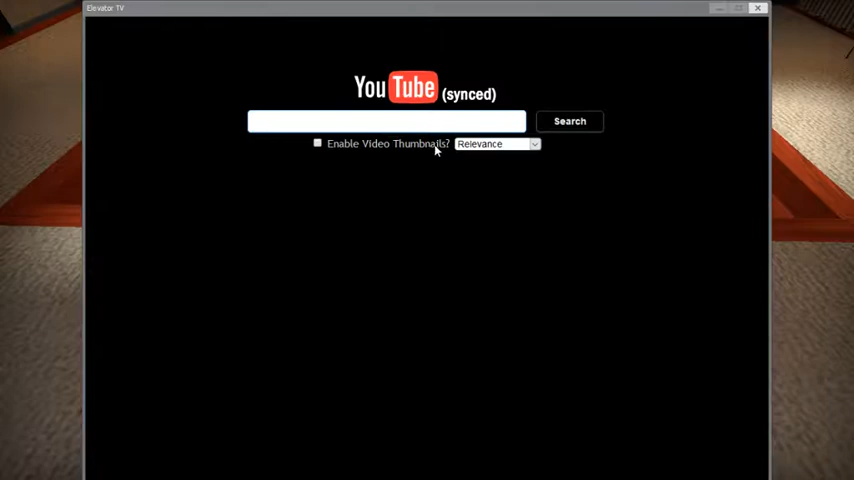 Elevator TV
YouTube (synced)
Search
Enable Video Thumbnails? Relevance